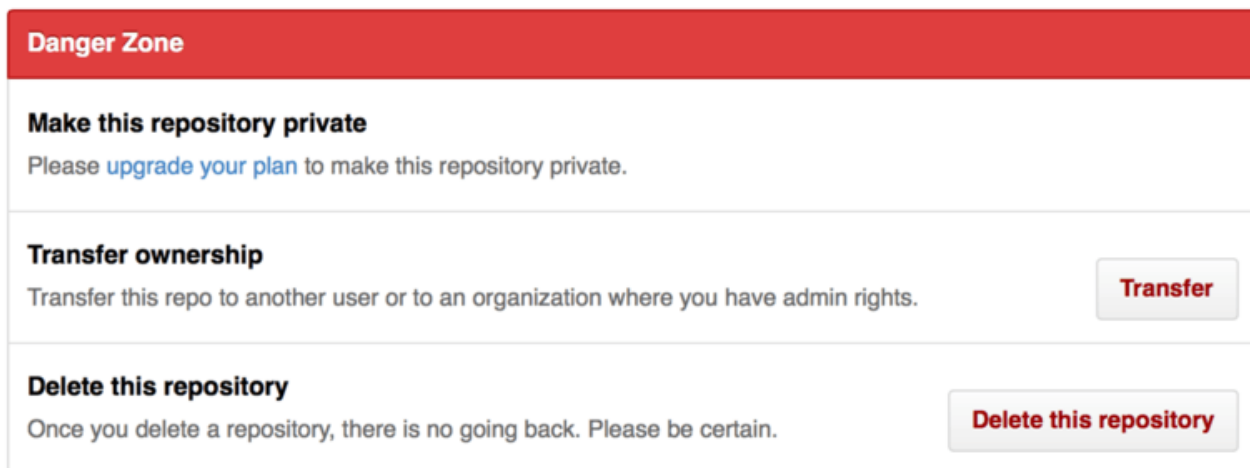 Danger Zone
Make this repository private
Please upgrade your plan to make this repository private.
Transfer ownership
Transfer this repo to another user or to an organization where you have admin rights.
Transfer
Delete this repository
Once you delete a repository, there is no going back. Please be certain.
Delete this repository